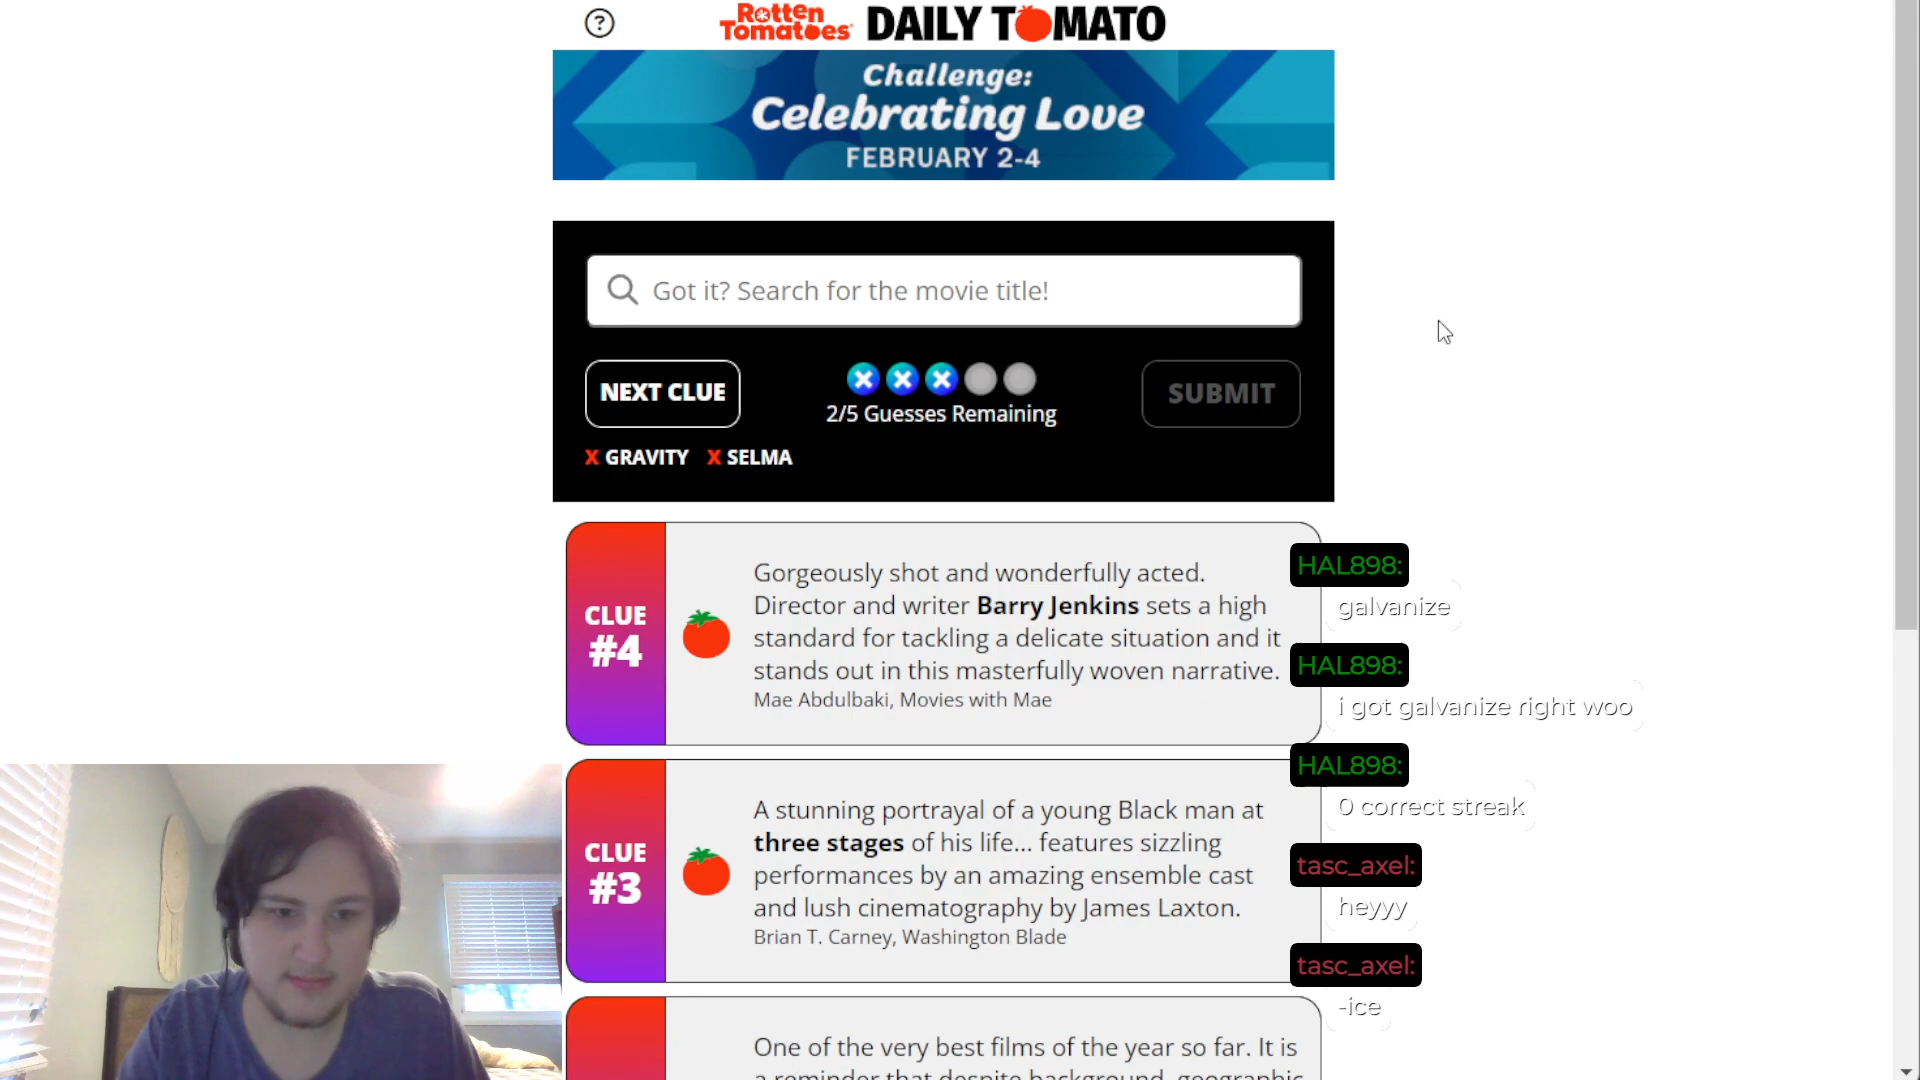 ?
Rotten
Tomatoes DAILY TOMATO
Challenge:
Celebrating Love
FEBRUARY 2-4
Got it? Search for the movie title!
NEXT CLUE
2/5 Guesses Remaining
SUBMIT
X GRAVITY X SELMA
CLUE
#4
Gorgeously shot and wonderfully acted.
Director and writer Barry Jenkins sets a high
standard for tackling a delicate situation and it
stands out in this masterfully woven narrative.
Mae Abdulbaki, Movies with Mae
CLUE
#3
A stunning portrayal of a young Black man at
three stages of his life... features sizzling
performances by an amazing ensemble cast
and lush cinematography by James Laxton.
Brian T. Carney, Washington Blade
One of the very best films of the year so far. It is
a reminder that despite background, geographic
HAL898:
galvanize
HAL898:
i got galvanize right woo
HAL898:
0 correct streak
tasc_axel:
heyyy
tasc_axel:
-ice